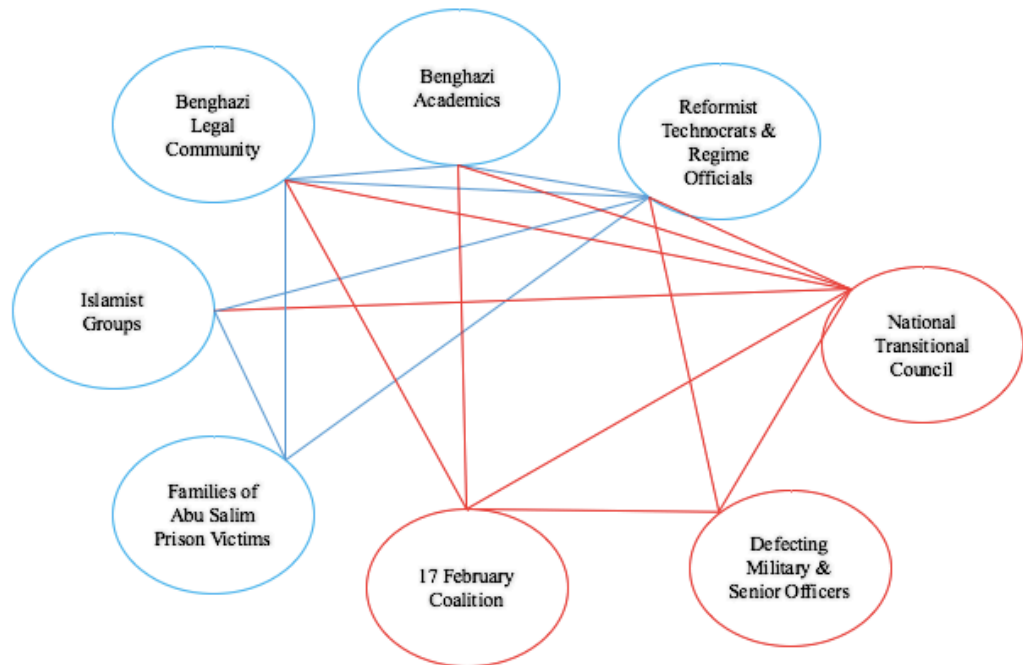 Benghazi
Legal
Community
Benghazi
Academics
Reformist
Technocrats &
Regime
Officials
Islamist
Groups
National
Transitional
Council
Families of
Abu Salim
Prison Victims
17 February
Coalition
Defecting
Military &
Senior Officers